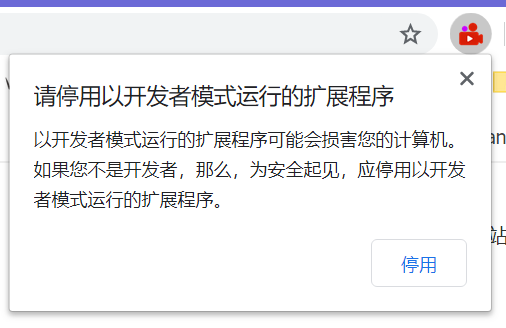 请停用以开发者模式运行的扩展程序
以开发者模式运行的扩展程序可能会损害您的计算机。
如果您不是开发者，那么，为安全起见，应停用以开发
者模式运行的扩展程序。
an
站
停用